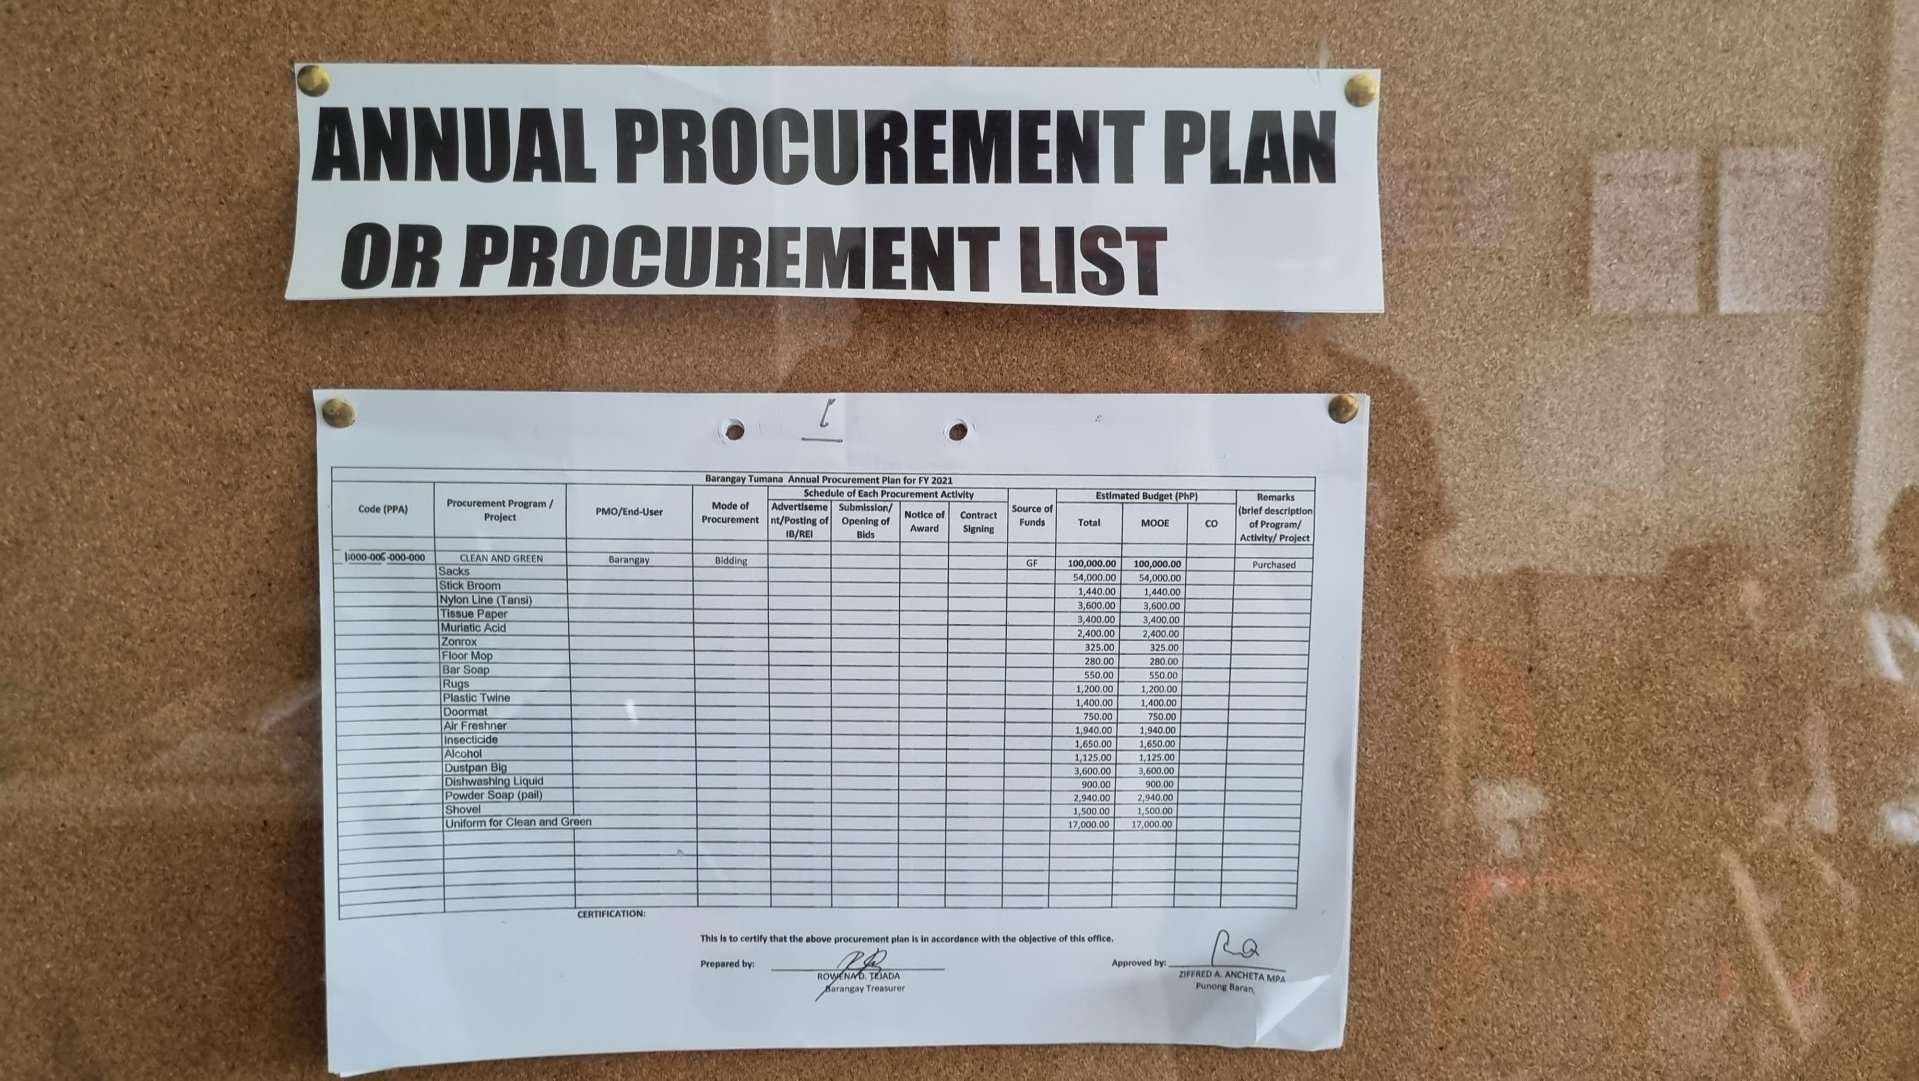 ANNUAL PROCUREMENT PLAN
OR PROCUREMENT LIST
Barangay Tumana Annual Procurement Plan for FY 2021
Code (PPA) Procurement Program / Project PMO/End-User Mode of Procurement Schedule of Each Procurement Activity Source of Funds Estimated Budget (PhP) Remarks (brief description of Program/ Activity/ Project
Advertisement/Posting of IB/REI Submission/ Opening of Bids Notice of Award Contract Signing Total MOOE CO
1000-006-000-000 CLEAN AND GREEN Barangay Bidding GF 100,000.00 100,000.00 Purchased
Sacks 54,000.00 54,000.00
Stick Broom 1,440.00 1,440.00
Nylon Line (Tansi) 3,600.00 3,600.00
Tissue Paper 3,400.00 3,400.00
Muriatic Acid 2,400.00 2,400.00
Zonrox 325.00 325.00
Floor Mop 280.00 280.00
Bar Soap 550.00 550.00
Rugs 1,200.00 1,200.00
Plastic Twine 1,400.00 1,400.00
Doormat 750.00 750.00
Air Freshner 1,940.00 1,940.00
Insecticide 1,650.00 1,650.00
Alcohol 1,125.00 1,125.00
Dustpan Big 3,600.00 3,600.00
Dishwashing Liquid 900.00 900.00
Powder Soap (pail) 2,940.00 2,940.00
Shovel 1,500.00 1,500.00
Uniform for Clean and Green 17,000.00 17,000.00
CERTIFICATION:
This is to certify that the above procurement plan is in accordance with the objective of this office.
Prepared by: Approved by:
ROWENA D. TEJADA ZIFFRED A. ANCHETA MPA
Barangay Treasurer Punong Baran